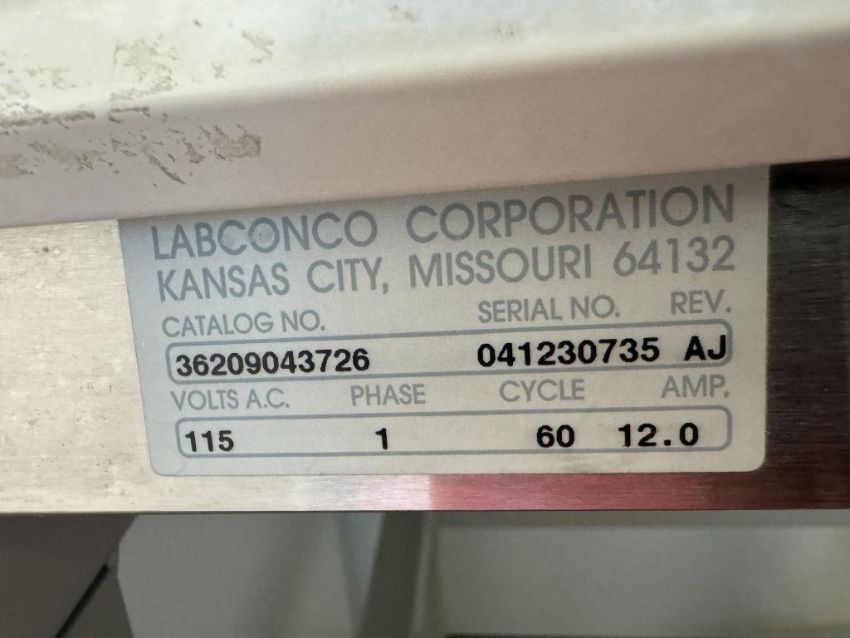 LABCONCO CORPORATION
KANSAS CITY, MISSOURI 64132
CATALOG NO. SERIAL NO. REV.
36209043726 041230735 AJ
VOLTS A.C. PHASE CYCLE AMP.
115 1 60 12.0